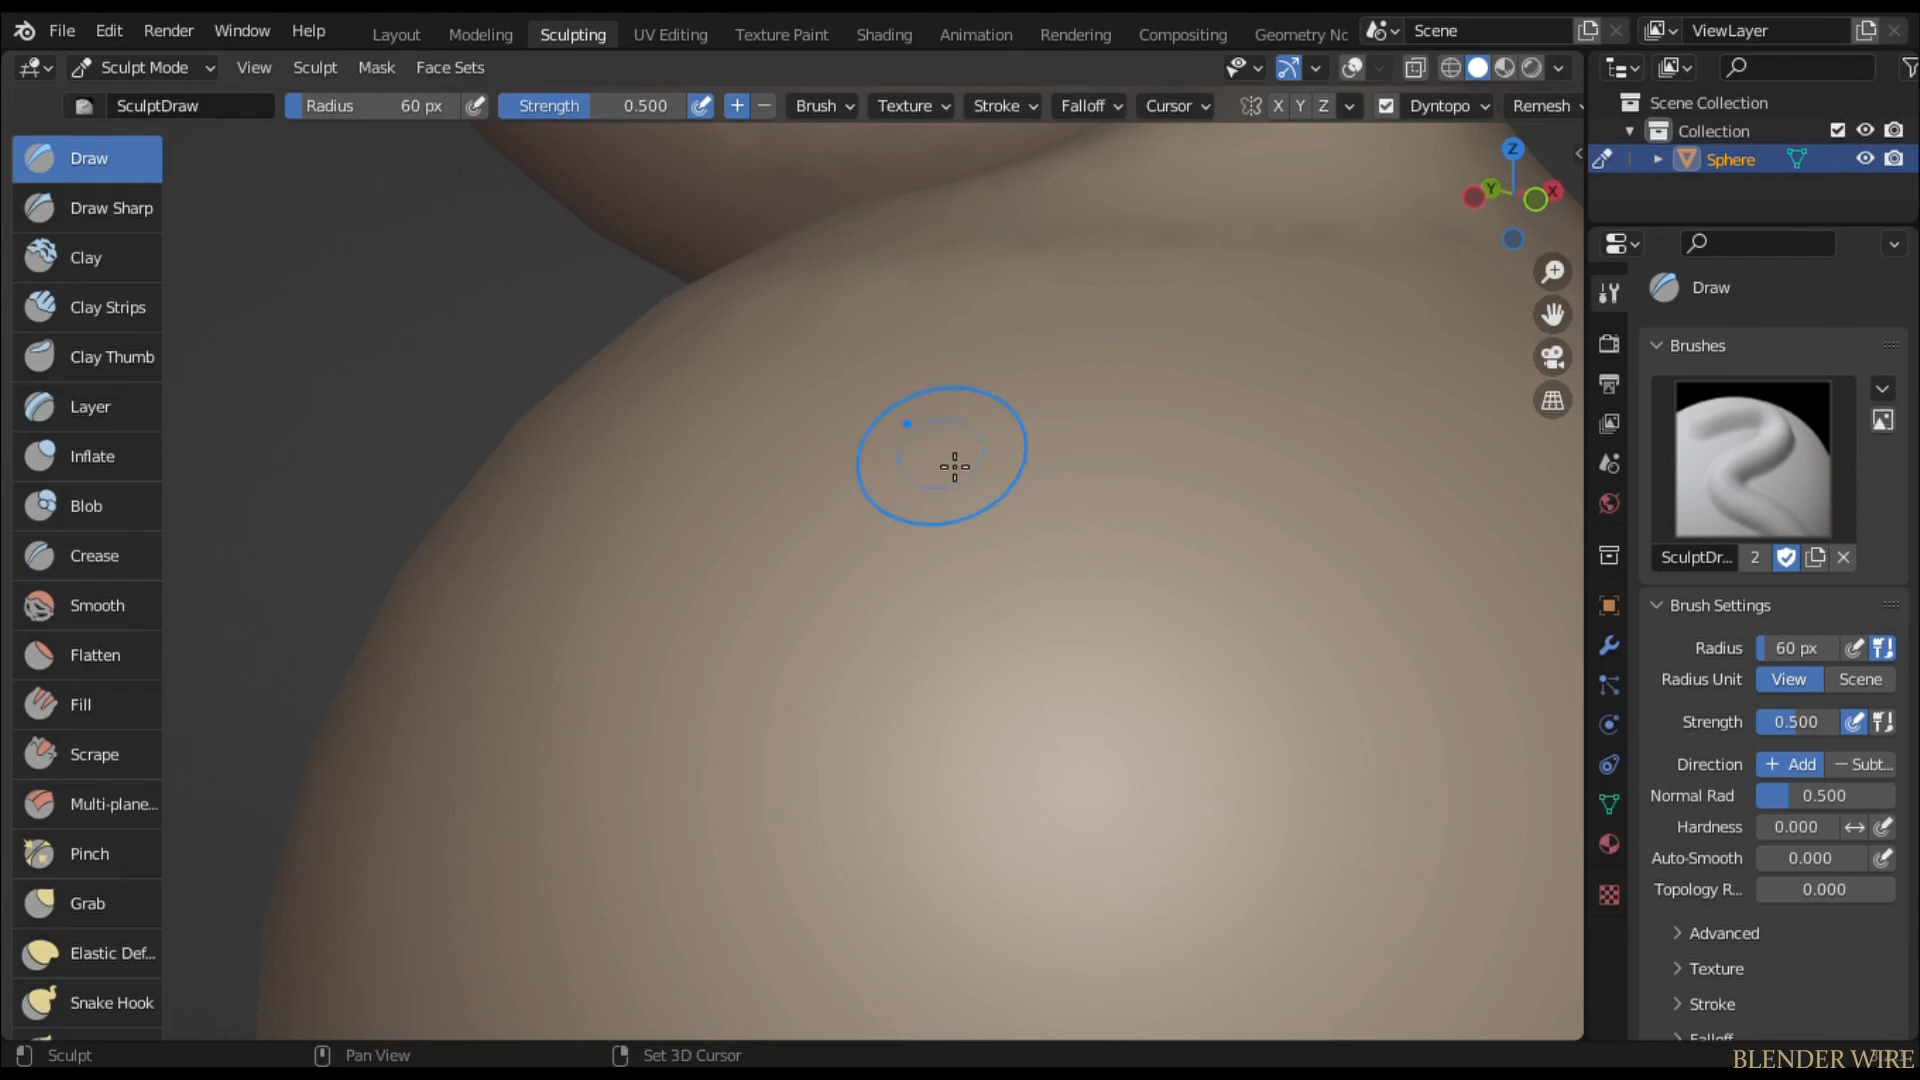 File Edit Render Window Help Layout Modeling Sculpting UV Editing Texture Paint Shading Animation Rendering Compositing Geometry Nc Scene ViewLayer
Sculpt Mode View Sculpt Mask Face Sets
SculptDraw Radius 60 px Strength 0.500 + − Brush Texture Stroke Falloff Cursor X Y Z Dyntopo Remesh
Scene Collection
Collection
Sphere
Z
Y X
Draw
Draw Sharp
Clay
Clay Strips
Clay Thumb
Layer
Inflate
Blob
Crease
Smooth
Flatten
Fill
Scrape
Multi-plane...
Pinch
Grab
Elastic Def...
Snake Hook
Draw
Brushes
SculptDr... 2
Brush Settings
Radius 60 px
Radius Unit View Scene
Strength 0.500
Direction + Add − Subt...
Normal Rad 0.500
Hardness 0.000
Auto-Smooth 0.000
Topology R... 0.000
Advanced
Texture
Stroke
Falloff
Sculpt Pan View Set 3D Cursor
BLENDER WIRE